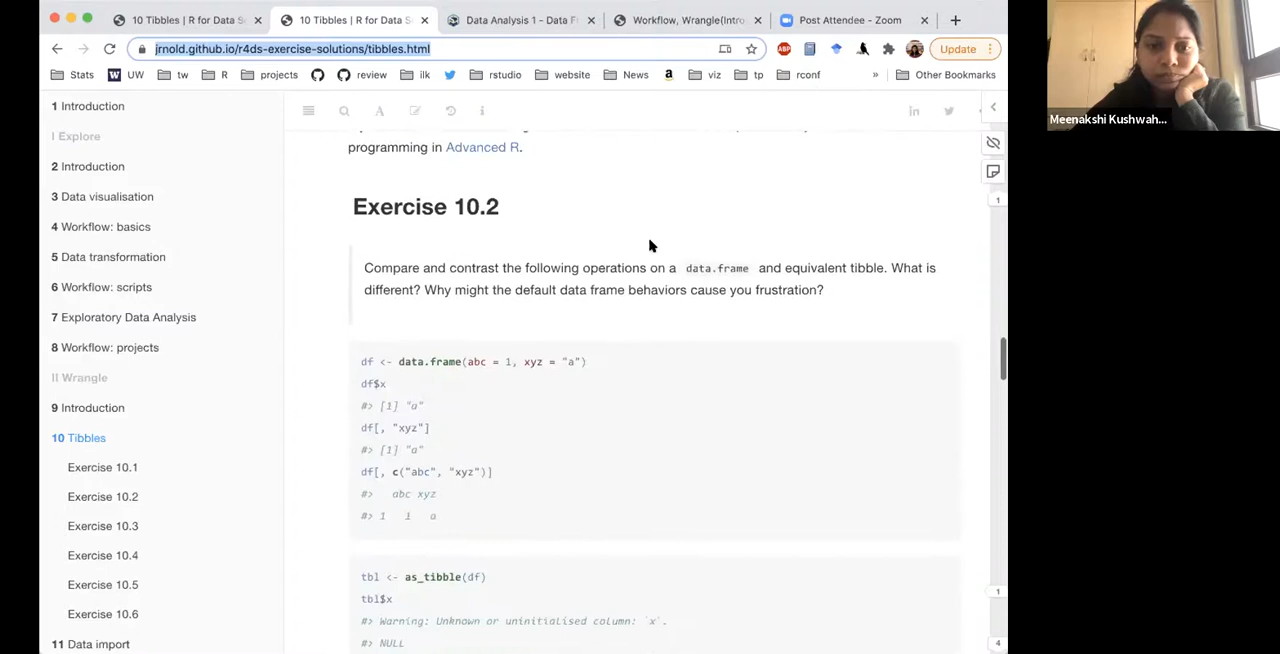 10 Tibbles | R for Data S
10 Tibbles | R for Data S
Data Analysis 1 - Data F
Workflow, Wrangle(Intro
Post Attendee - Zoom
jrnold.github.io/r4ds-exercise-solutions/tibbles.html
ABP
Update
Stats
W UW
tw
R
projects
review
ilk
rstudio
website
News
a
viz
tp
rconf
»
Other Bookmarks
Meenakshi Kushwah...
1 Introduction
I Explore
2 Introduction
3 Data visualisation
4 Workflow: basics
5 Data transformation
6 Workflow: scripts
7 Exploratory Data Analysis
8 Workflow: projects
II Wrangle
9 Introduction
10 Tibbles
Exercise 10.1
Exercise 10.2
Exercise 10.3
Exercise 10.4
Exercise 10.5
Exercise 10.6
11 Data import
programming in Advanced R.
Exercise 10.2
Compare and contrast the following operations on a data.frame and equivalent tibble. What is
different? Why might the default data frame behaviors cause you frustration?
df <- data.frame(abc = 1, xyz = "a")
df$x
#> [1] "a"
df[, "xyz"]
#> [1] "a"
df[, c("abc", "xyz")]
#>   abc xyz
#> 1   1   a
tbl <- as_tibble(df)
tbl$x
#> Warning: Unknown or uninitialised column: `x`.
#> NULL
1
1
4